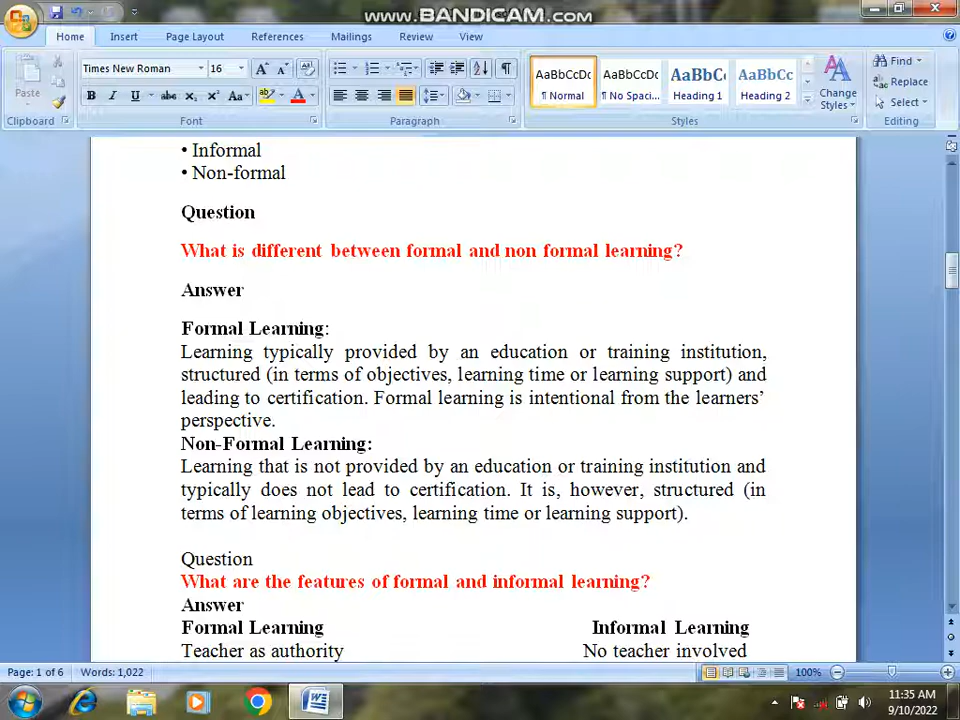 www.BANDICAM.com
Home Insert Page Layout References Mailings Review View
Times New Roman 16
Paste
B I U abc x₂ x² Aa A
AaBbCcDc AaBbCcDc AaBbC AaBbCc
¶ Normal ¶ No Spaci... Heading 1 Heading 2
Change Styles
Find
Replace
Select
Clipboard Font Paragraph Styles Editing
• Informal
• Non-formal
Question
What is different between formal and non formal learning?
Answer
Formal Learning:
Learning typically provided by an education or training institution,
structured (in terms of objectives, learning time or learning support) and
leading to certification. Formal learning is intentional from the learners’
perspective.
Non-Formal Learning:
Learning that is not provided by an education or training institution and
typically does not lead to certification. It is, however, structured (in
terms of learning objectives, learning time or learning support).
Question
What are the features of formal and informal learning?
Answer
Formal Learning Informal Learning
Teacher as authority No teacher involved
Page: 1 of 6 Words: 1,022 100%
11:35 AM
9/10/2022